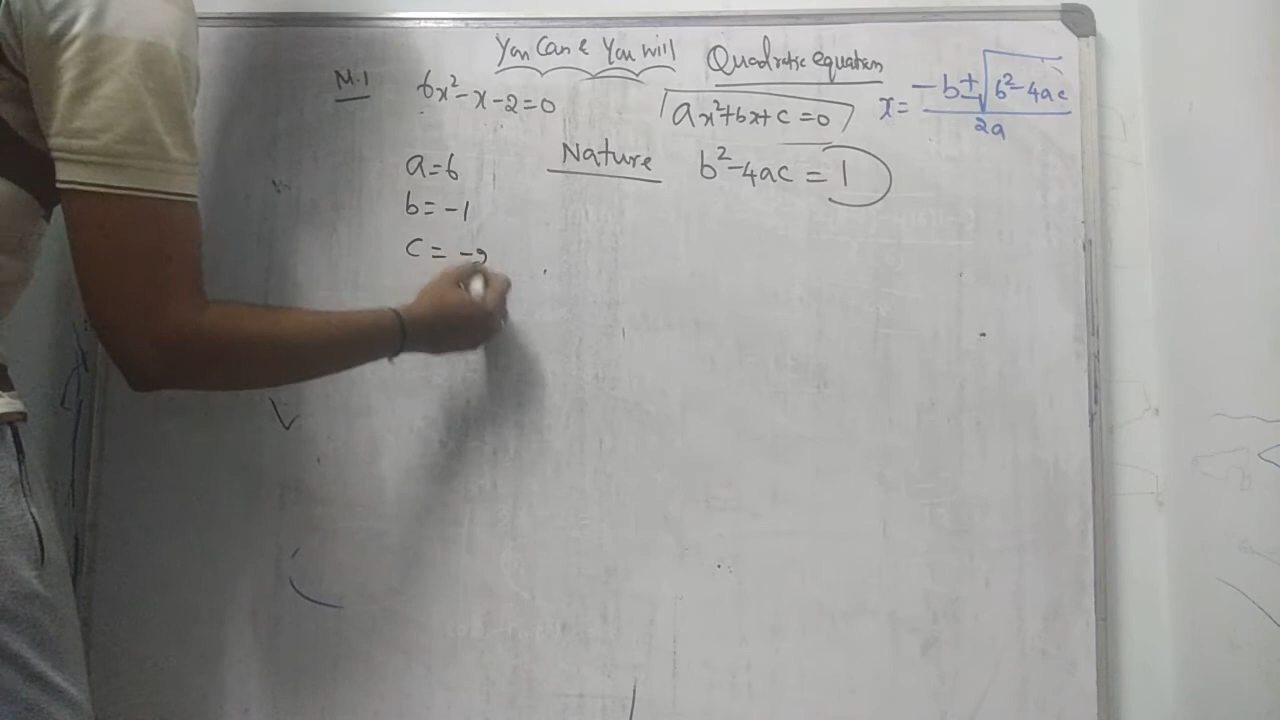 You Can & You will
Quadratic equation
M.1 6x²-x-2=0
ax²+bx+c=0
x= -b±√b²-4ac / 2a
Nature b²-4ac = 1
a=6
b=-1
c=-2